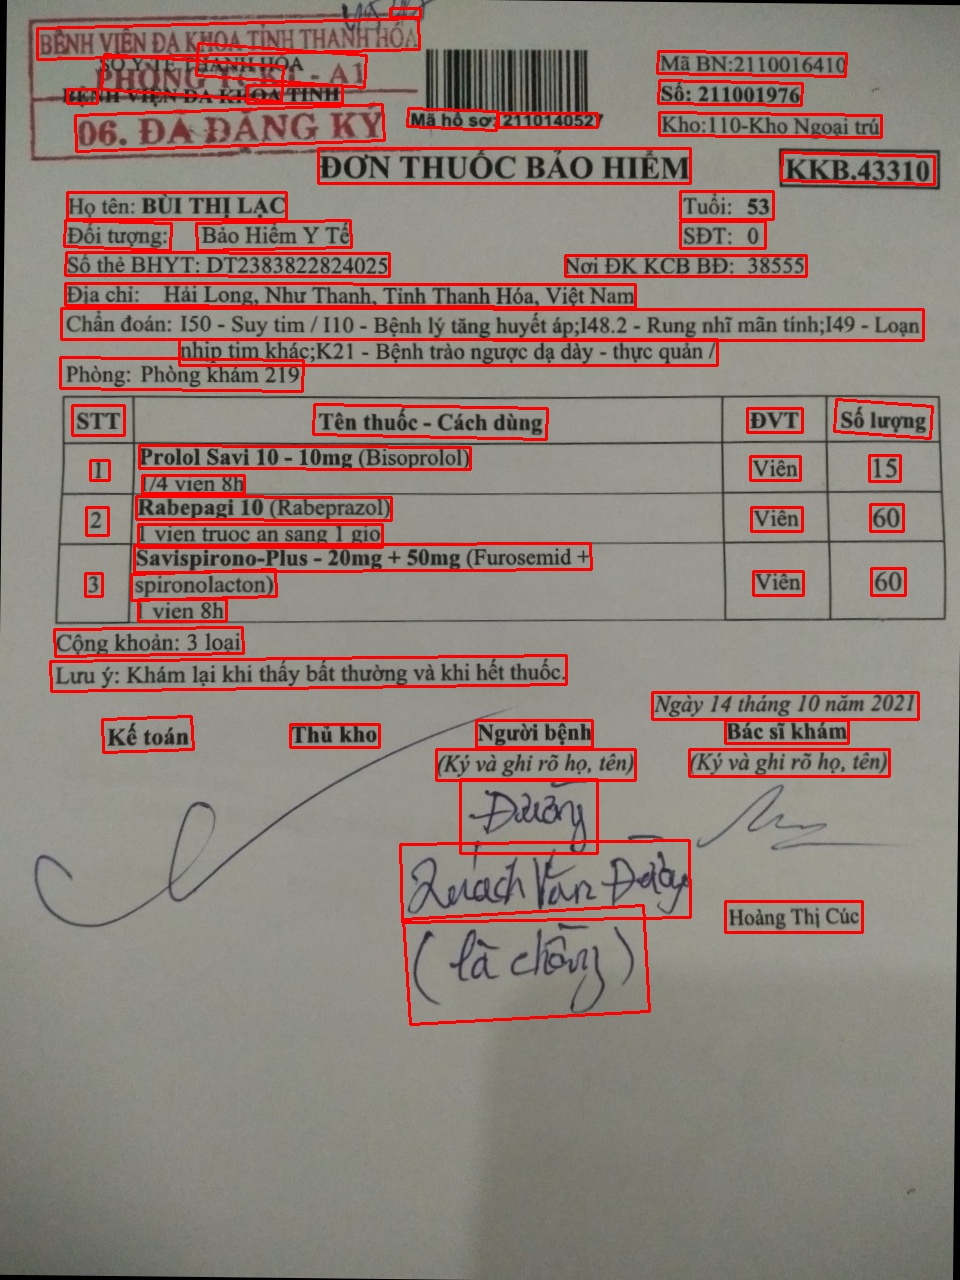 BỆNH VIỆN ĐA KHOA TỈNH THANH HÓA
SỞ Y TẾ THANH HÓA
PHÒNG TCKT - A1
BỆNH VIỆN ĐA KHOA TỈNH
06. ĐÃ ĐĂNG KÝ
Mã hồ sơ: 211014052
Mã BN:2110016410
Số: 211001976
Kho:110-Kho Ngoại trú
ĐƠN THUỐC BẢO HIỂM
KKB.43310
Họ tên: BÙI THỊ LẠC Tuổi: 53
Đối tượng: Bảo Hiểm Y Tế SĐT: 0
Số thẻ BHYT: DT2383822824025 Nơi ĐK KCB BĐ: 38555
Địa chỉ: Hải Long, Như Thanh, Tỉnh Thanh Hóa, Việt Nam
Chẩn đoán: I50 - Suy tim / I10 - Bệnh lý tăng huyết áp;I48.2 - Rung nhĩ mãn tính;I49 - Loạn
nhịp tim khác;K21 - Bệnh trào ngược dạ dày - thực quản /
Phòng: Phòng khám 219
STT Tên thuốc - Cách dùng ĐVT Số lượng
1 Prolol Savi 10 - 10mg (Bisoprolol) Viên 15
1/4 vien 8h
2 Rabepagi 10 (Rabeprazol) Viên 60
1 vien truoc an sang 1 gio
3 Savispirono-Plus - 20mg + 50mg (Furosemid + Viên 60
spironolacton)
1 vien 8h
Cộng khoản: 3 loại
Lưu ý: Khám lại khi thấy bất thường và khi hết thuốc.
Ngày 14 tháng 10 năm 2021
Kế toán Thủ kho Người bệnh Bác sĩ khám
(Ký và ghi rõ họ, tên) (Ký và ghi rõ họ, tên)
Quách Văn
Hoàng Thị Cúc
(là chồng)